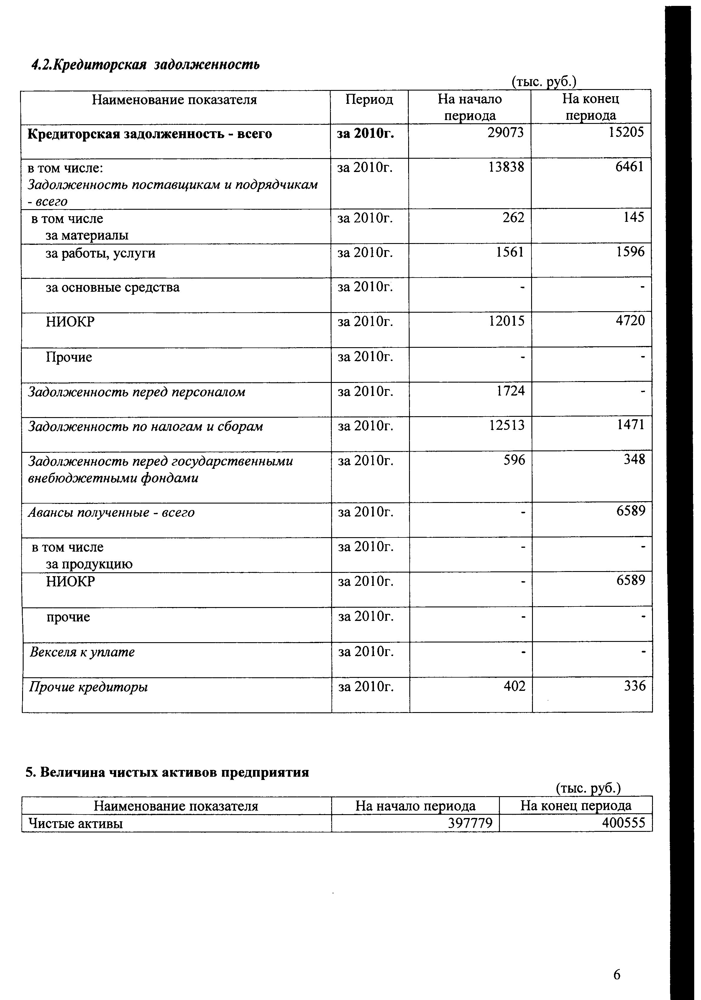 4.2.Кредиторская задолженность
(тыс. руб.)
Наименование показателя Период На начало периода На конец периода
Кредиторская задолженность - всего за 2010г. 29073 15205
в том числе: за 2010г. 13838 6461
Задолженность поставщикам и подрядчикам
- всего
в том числе за 2010г. 262 145
за материалы
за работы, услуги за 2010г. 1561 1596
за основные средства за 2010г. - -
НИОКР за 2010г. 12015 4720
Прочие за 2010г. - -
Задолженность перед персоналом за 2010г. 1724 -
Задолженность по налогам и сборам за 2010г. 12513 1471
Задолженность перед государственными за 2010г. 596 348
внебюджетными фондами
Авансы полученные - всего за 2010г. - 6589
в том числе за 2010г. - -
за продукцию
НИОКР за 2010г. - 6589
прочие за 2010г. - -
Векселя к уплате за 2010г. - -
Прочие кредиторы за 2010г. 402 336
5. Величина чистых активов предприятия
(тыс. руб.)
Наименование показателя На начало периода На конец периода
Чистые активы 397779 400555
6